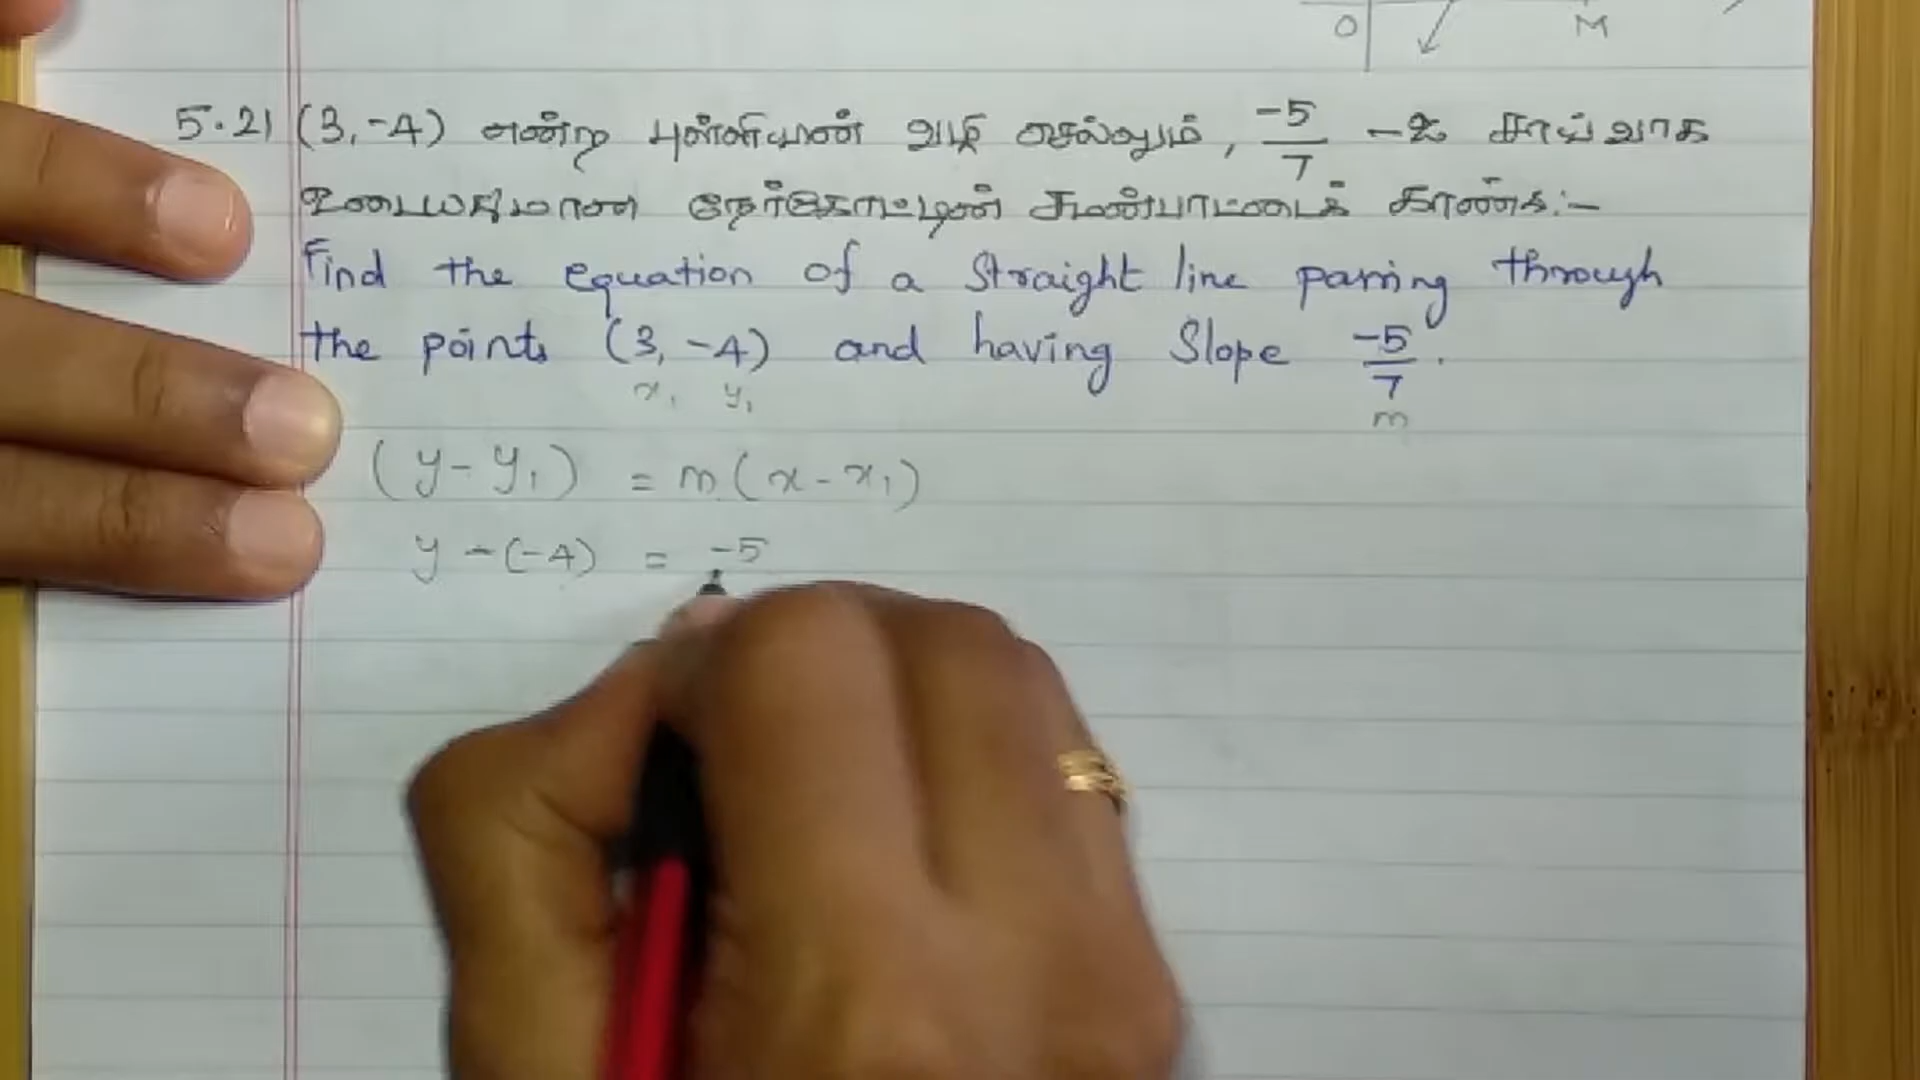 O M
5.21 (3, -4) என்ற புள்ளியின் வழி செல்லும், -5/7 -ஐ சாய்வாக
உடையதுமான நேர்கோட்டின் சமன்பாட்டைக் காண்க:-
Find the equation of a Straight line passing through
the points (3, -4) and having Slope -5/7.
x₁ y₁ m
(y - y₁) = m(x - x₁)
y - (-4) = -5